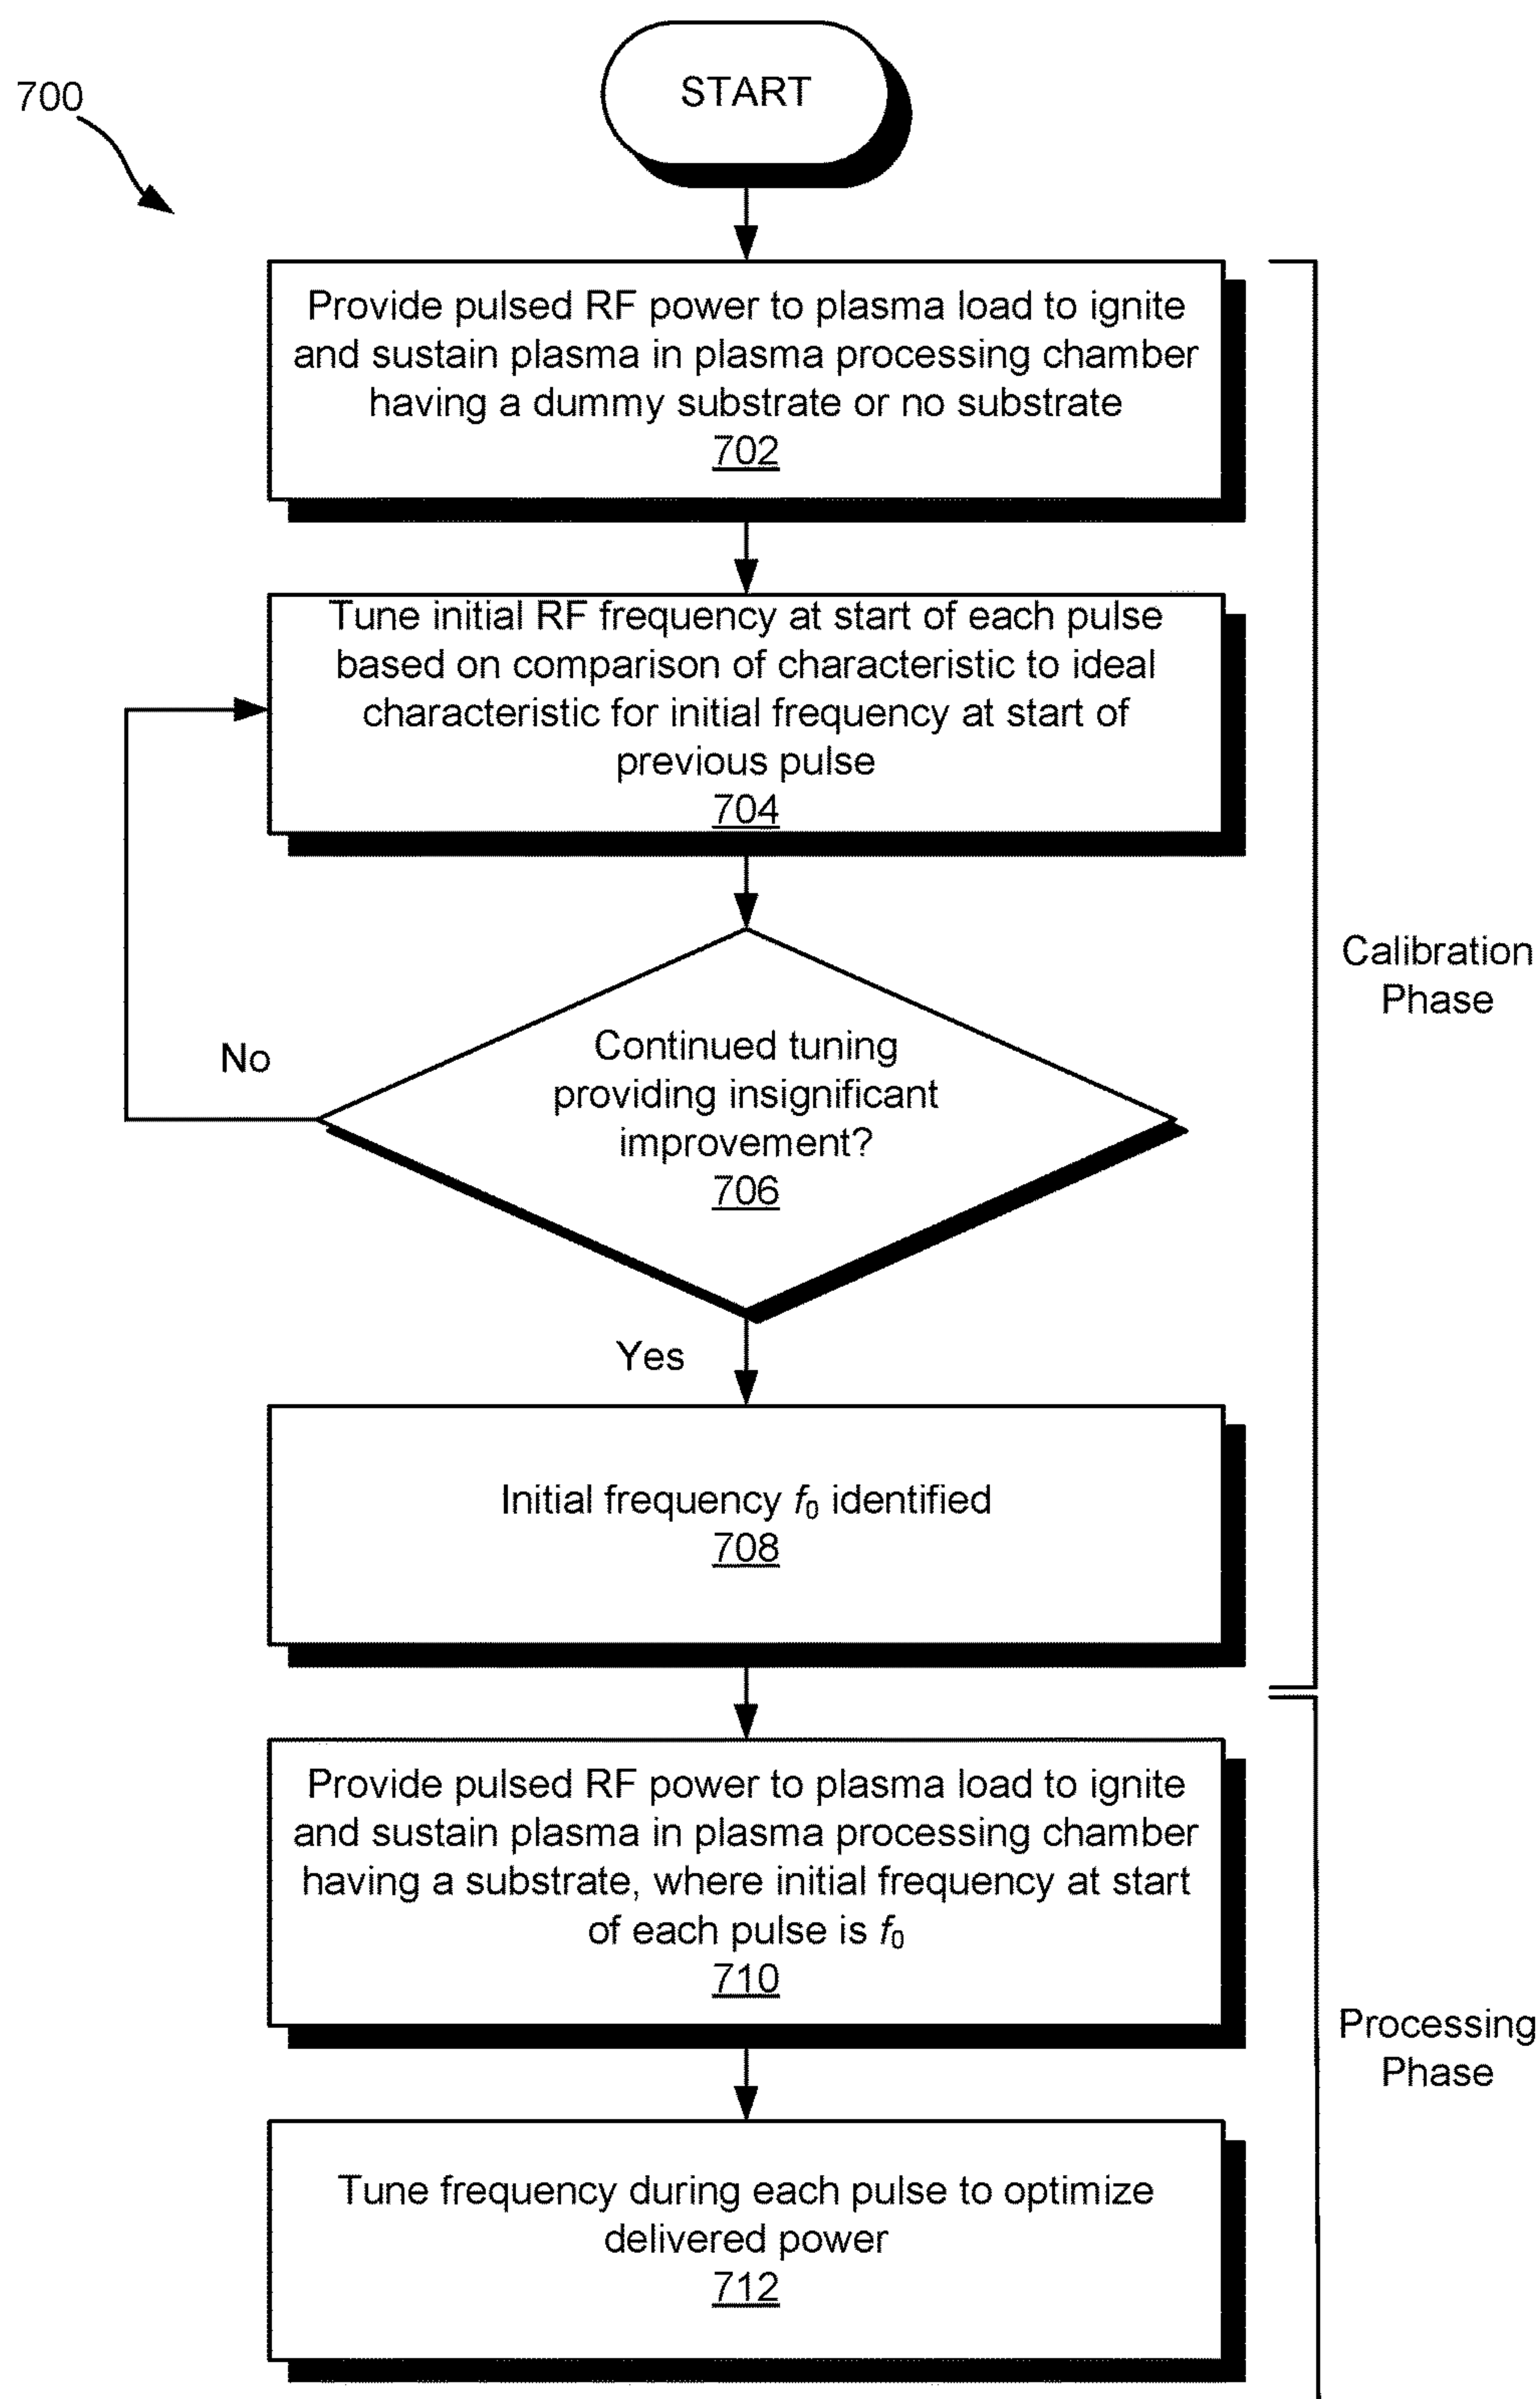 700
START
Provide pulsed RF power to plasma load to ignite
and sustain plasma in plasma processing chamber
having a dummy substrate or no substrate
702
Tune initial RF frequency at start of each pulse
based on comparison of characteristic to ideal
characteristic for initial frequency at start of
previous pulse
704
Calibration
Phase
No
Continued tuning
providing insignificant
improvement?
706
Yes
Initial frequency f₀ identified
708
Provide pulsed RF power to plasma load to ignite
and sustain plasma in plasma processing chamber
having a substrate, where initial frequency at start
of each pulse is f₀
710
Processing
Phase
Tune frequency during each pulse to optimize
delivered power
712